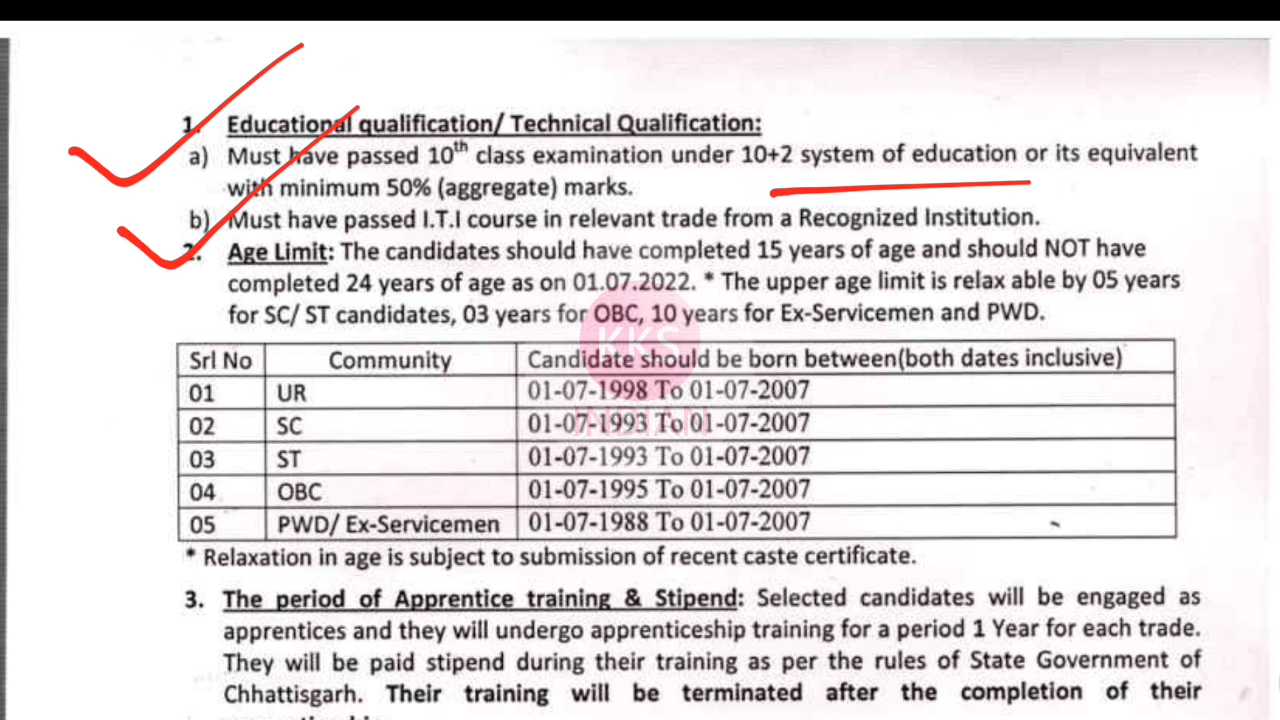 1. Educational qualification/ Technical Qualification:
a) Must have passed 10th class examination under 10+2 system of education or its equivalent
with minimum 50% (aggregate) marks.
b) Must have passed I.T.I course in relevant trade from a Recognized Institution.
2. Age Limit: The candidates should have completed 15 years of age and should NOT have
completed 24 years of age as on 01.07.2022. * The upper age limit is relax able by 05 years
for SC/ ST candidates, 03 years for OBC, 10 years for Ex-Servicemen and PWD.
KKS
INDIAN
Srl No Community Candidate should be born between(both dates inclusive)
01 UR 01-07-1998 To 01-07-2007
02 SC 01-07-1993 To 01-07-2007
03 ST 01-07-1993 To 01-07-2007
04 OBC 01-07-1995 To 01-07-2007
05 PWD/ Ex-Servicemen 01-07-1988 To 01-07-2007
* Relaxation in age is subject to submission of recent caste certificate.
3. The period of Apprentice training & Stipend: Selected candidates will be engaged as
apprentices and they will undergo apprenticeship training for a period 1 Year for each trade.
They will be paid stipend during their training as per the rules of State Government of
Chhattisgarh. Their training will be terminated after the completion of their